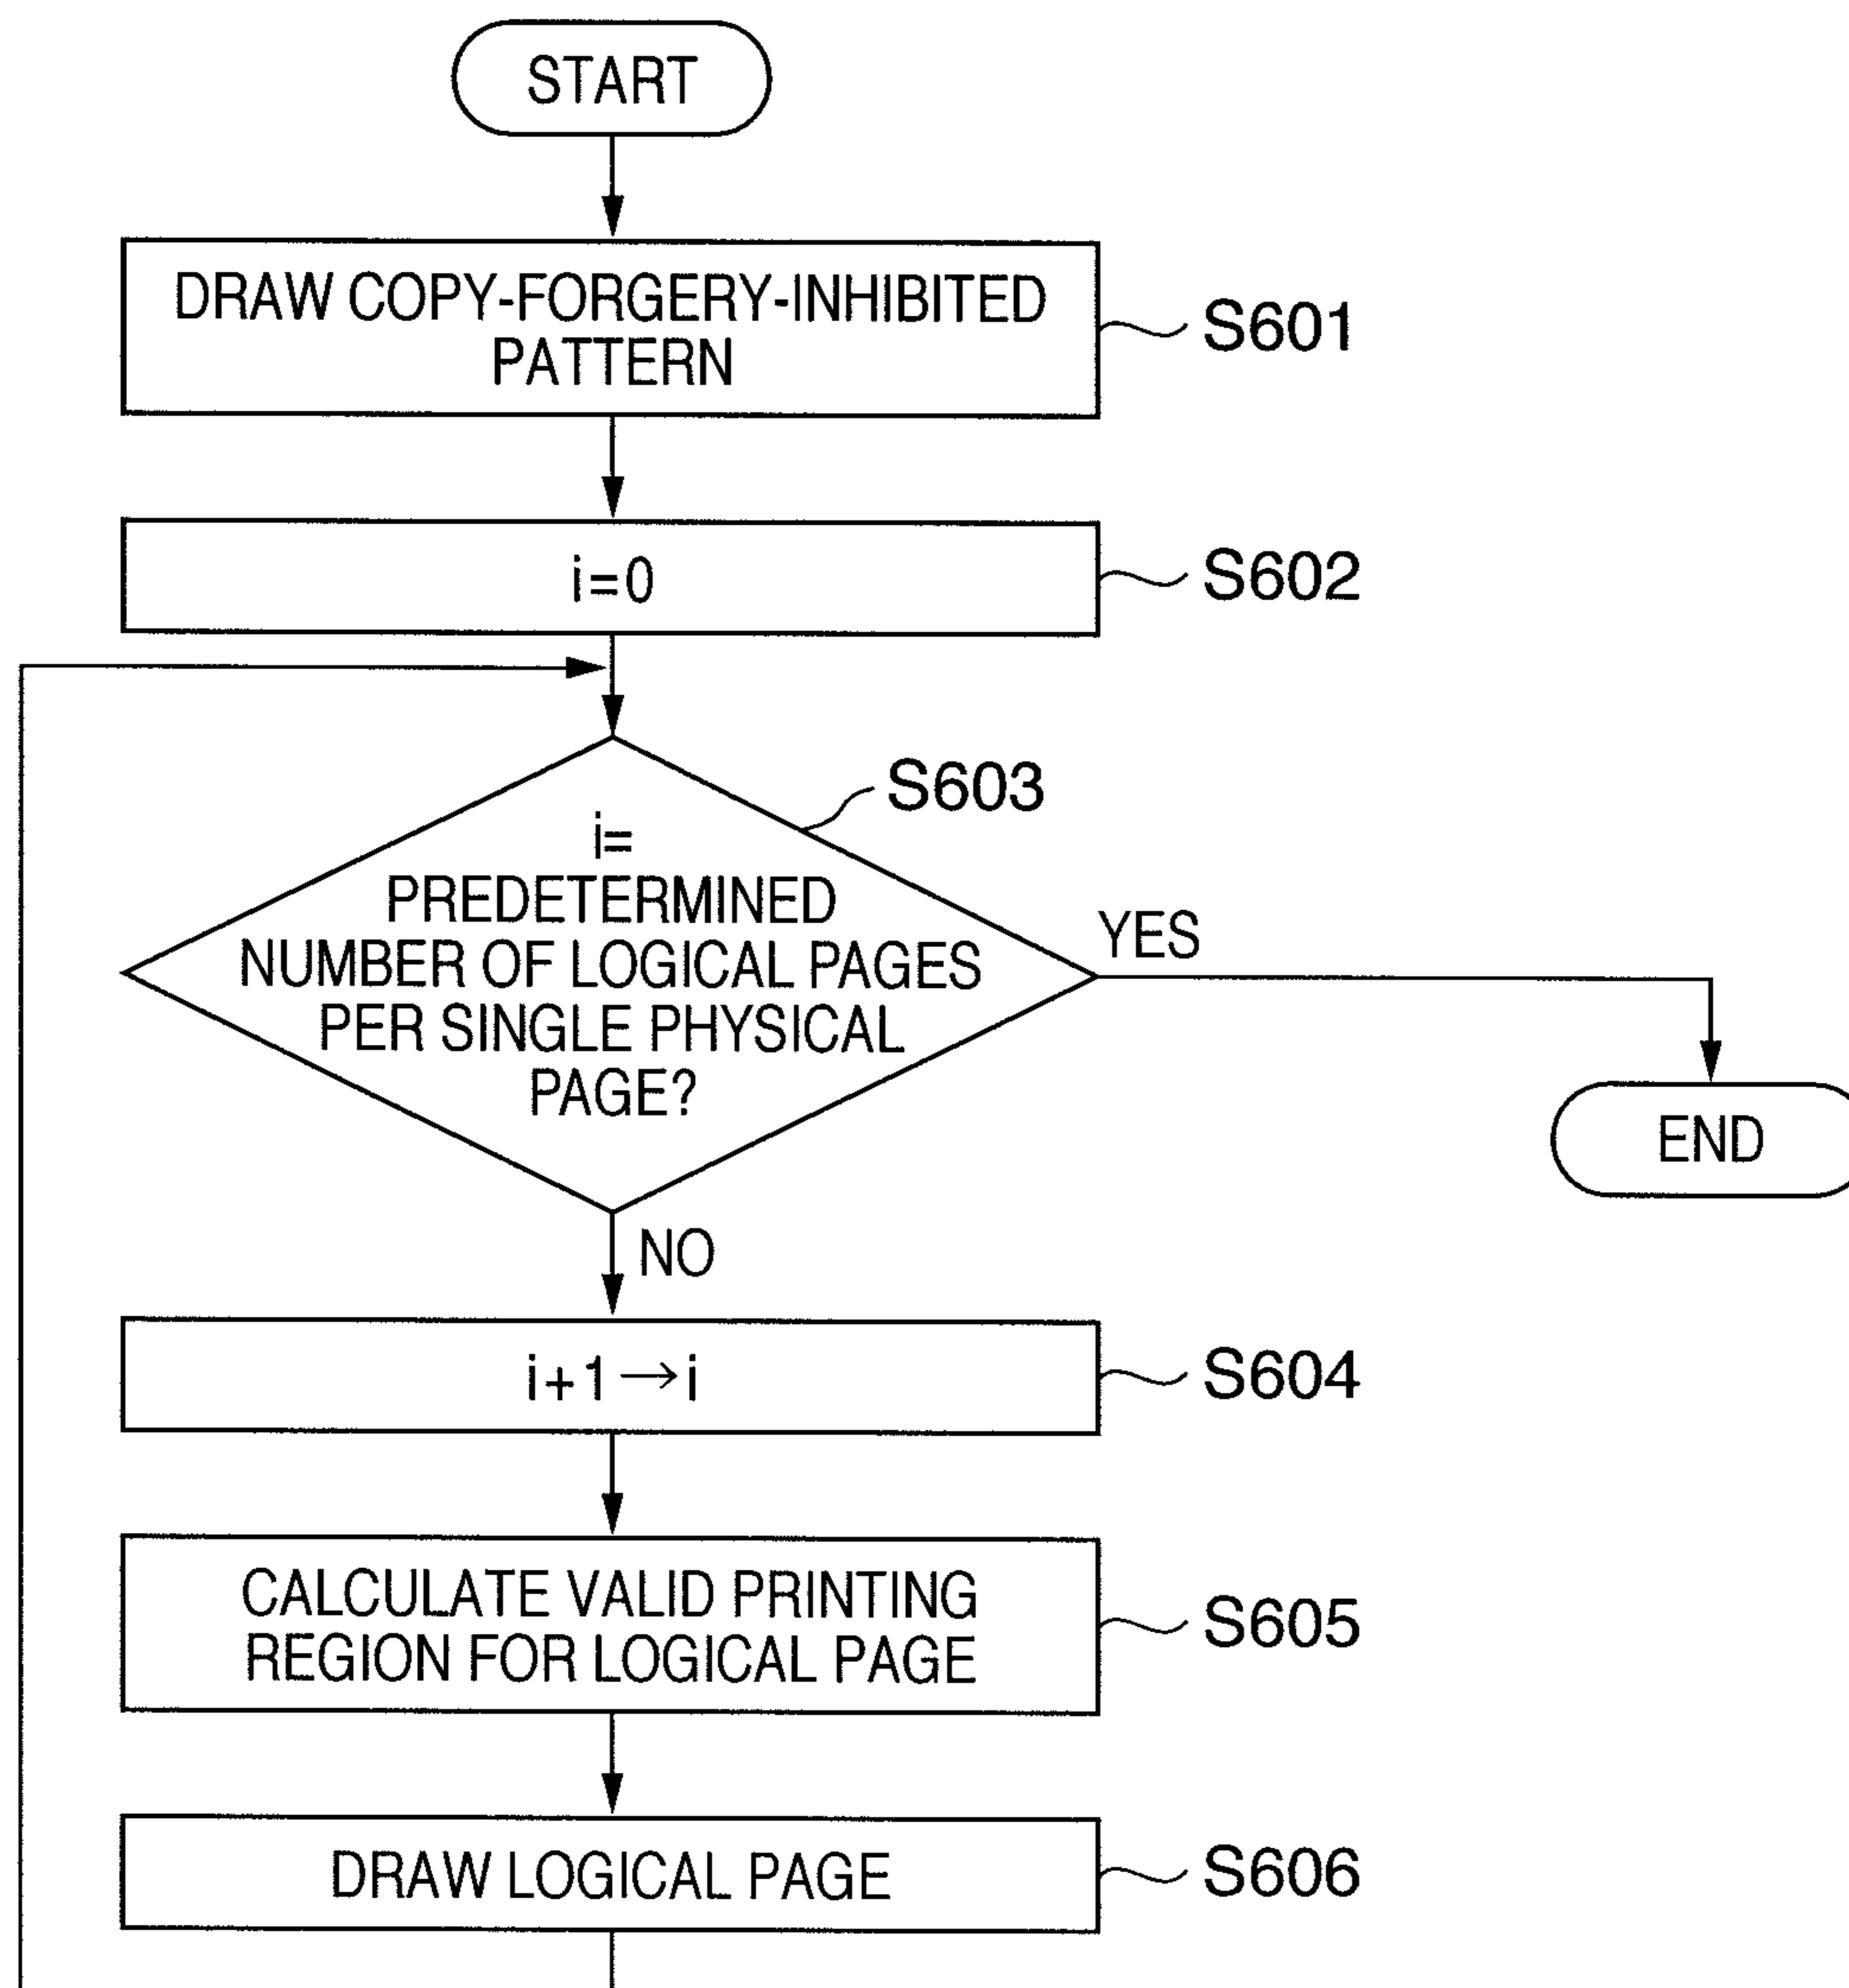 START
DRAW COPY-FORGERY-INHIBITED
PATTERN
S601
i=0
S602
S603
i=
PREDETERMINED
NUMBER OF LOGICAL PAGES
PER SINGLE PHYSICAL
PAGE?
YES
END
NO
i+1→i
S604
CALCULATE VALID PRINTING
REGION FOR LOGICAL PAGE
S605
DRAW LOGICAL PAGE
S606